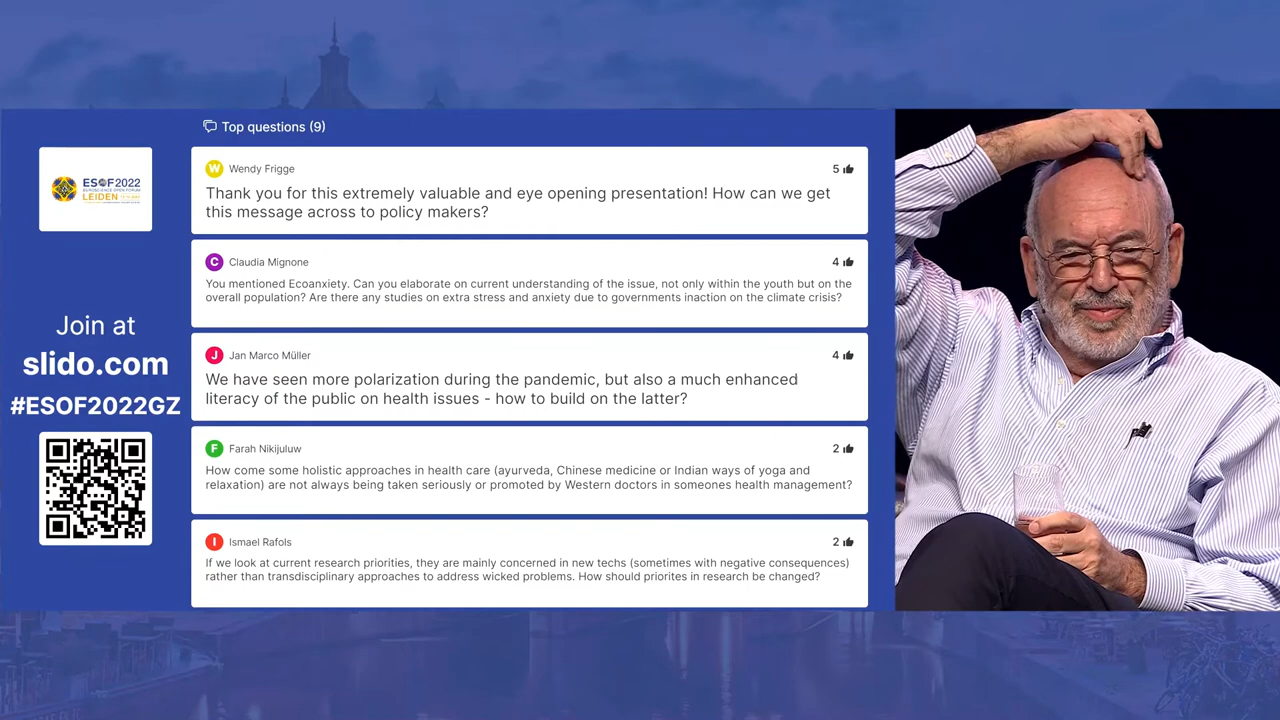 Top questions (9)
ESOF2022
EUROSCIENCE OPEN FORUM
LEIDEN
Join at
slido.com
#ESOF2022GZ
W Wendy Frigge 5
Thank you for this extremely valuable and eye opening presentation! How can we get
this message across to policy makers?
C Claudia Mignone 4
You mentioned Ecoanxiety. Can you elaborate on current understanding of the issue, not only within the youth but on the
overall population? Are there any studies on extra stress and anxiety due to governments inaction on the climate crisis?
J Jan Marco Müller 4
We have seen more polarization during the pandemic, but also a much enhanced
literacy of the public on health issues - how to build on the latter?
F Farah Nikijuluw 2
How come some holistic approaches in health care (ayurveda, Chinese medicine or Indian ways of yoga and
relaxation) are not always being taken seriously or promoted by Western doctors in someones health management?
I Ismael Rafols 2
If we look at current research priorities, they are mainly concerned in new techs (sometimes with negative consequences)
rather than transdisciplinary approaches to address wicked problems. How should priorites in research be changed?